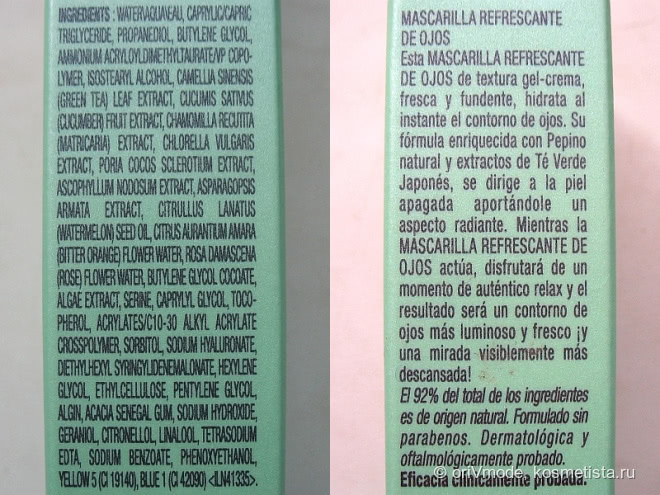 INGREDIENTS : WATER\AQUA\EAU, CAPRYLIC/CAPRIC
TRIGLYCERIDE, PROPANEDIOL, BUTYLENE GLYCOL,
AMMONIUM ACRYLOYLDIMETHYLTAURATE/VP COPO-
LYMER, ISOSTEARYL ALCOHOL, CAMELLIA SINENSIS
(GREEN TEA) LEAF EXTRACT, CUCUMIS SATIVUS
(CUCUMBER) FRUIT EXTRACT, CHAMOMILLA RECUTITA
(MATRICARIA) EXTRACT, CHLORELLA VULGARIS
EXTRACT, PORIA COCOS SCLEROTIUM EXTRACT,
ASCOPHYLLUM NODOSUM EXTRACT, ASPARAGOPSIS
ARMATA EXTRACT, CITRULLUS LANATUS
(WATERMELON) SEED OIL, CITRUS AURANTIUM AMARA
(BITTER ORANGE) FLOWER WATER, ROSA DAMASCENA
(ROSE) FLOWER WATER, BUTYLENE GLYCOL COCOATE,
ALGAE EXTRACT, SERINE, CAPRYLYL GLYCOL, TOCO-
PHEROL, ACRYLATES/C10-30 ALKYL ACRYLATE
CROSSPOLYMER, SORBITOL, SODIUM HYALURONATE,
DIETHYLHEXYL SYRINGYLIDENEMALONATE, HEXYLENE
GLYCOL, ETHYLCELLULOSE, PENTYLENE GLYCOL,
ALGIN, ACACIA SENEGAL GUM, SODIUM HYDROXIDE,
GERANIOL, CITRONELLOL, LINALOOL, TETRASODIUM
EDTA, SODIUM BENZOATE, PHENOXYETHANOL,
YELLOW 5 (CI 19140), BLUE 1 (CI 42090) <ILN41335>.
MASCARILLA REFRESCANTE
DE OJOS
Esta MASCARILLA REFRESCANTE
DE OJOS de textura gel-crema,
fresca y fundente, hidrata al
instante el contorno de ojos. Su
fórmula enriquecida con Pepino
natural y extractos de Té Verde
Japonés, se dirige a la piel
apagada aportándole un
aspecto radiante. Mientras la
MASCARILLA REFRESCANTE DE
OJOS actúa, disfrutará de un
momento de auténtico relax y el
resultado será un contorno de
ojos más luminoso y fresco ¡y
una mirada visiblemente más
descansada!
El 92% del total de los ingredientes
es de origen natural. Formulado sin
parabenos. Dermatológica y
oftalmológicamente probado.
Eficacia clínicamente probada.
© oriVmode, kosmetista.ru